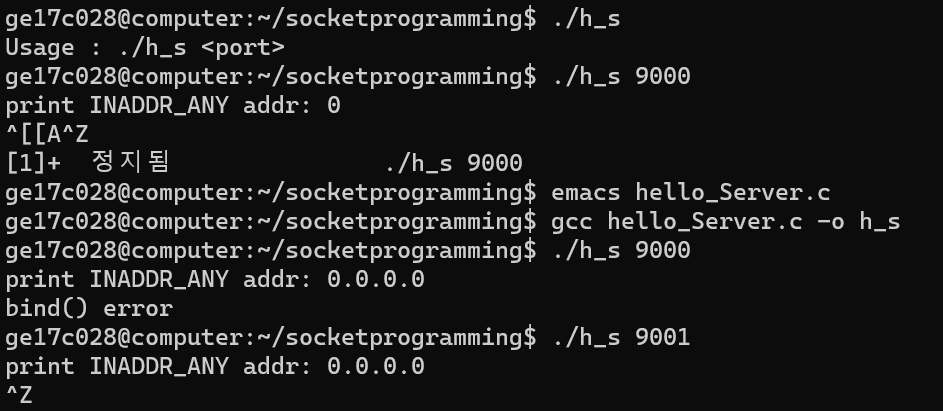 ge17c028@computer:~/socketprogramming$ ./h_s
Usage : ./h_s <port>
ge17c028@computer:~/socketprogramming$ ./h_s 9000
print INADDR_ANY addr: 0
^[[A^Z
[1]+  정지됨                 ./h_s 9000
ge17c028@computer:~/socketprogramming$ emacs hello_Server.c
ge17c028@computer:~/socketprogramming$ gcc hello_Server.c -o h_s
ge17c028@computer:~/socketprogramming$ ./h_s 9000
print INADDR_ANY addr: 0.0.0.0
bind() error
ge17c028@computer:~/socketprogramming$ ./h_s 9001
print INADDR_ANY addr: 0.0.0.0
^Z